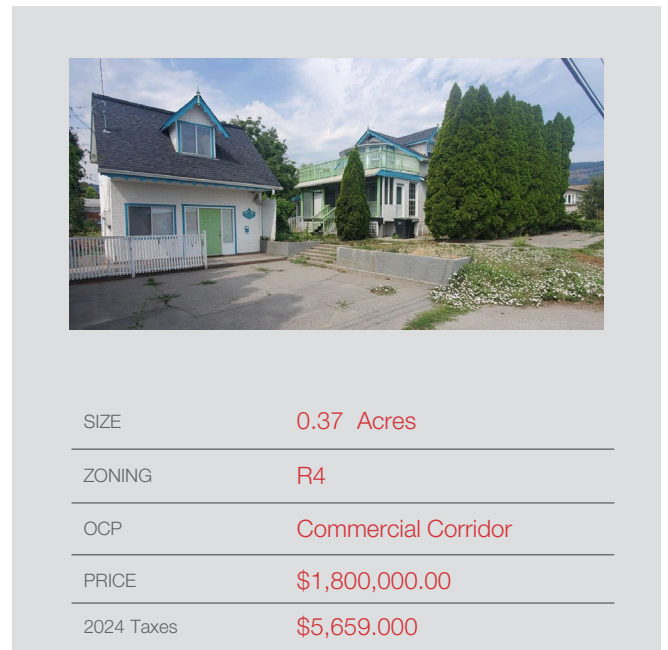 SIZE 0.37 Acres
ZONING R4
OCP Commercial Corridor
PRICE $1,800,000.00
2024 Taxes $5,659.000